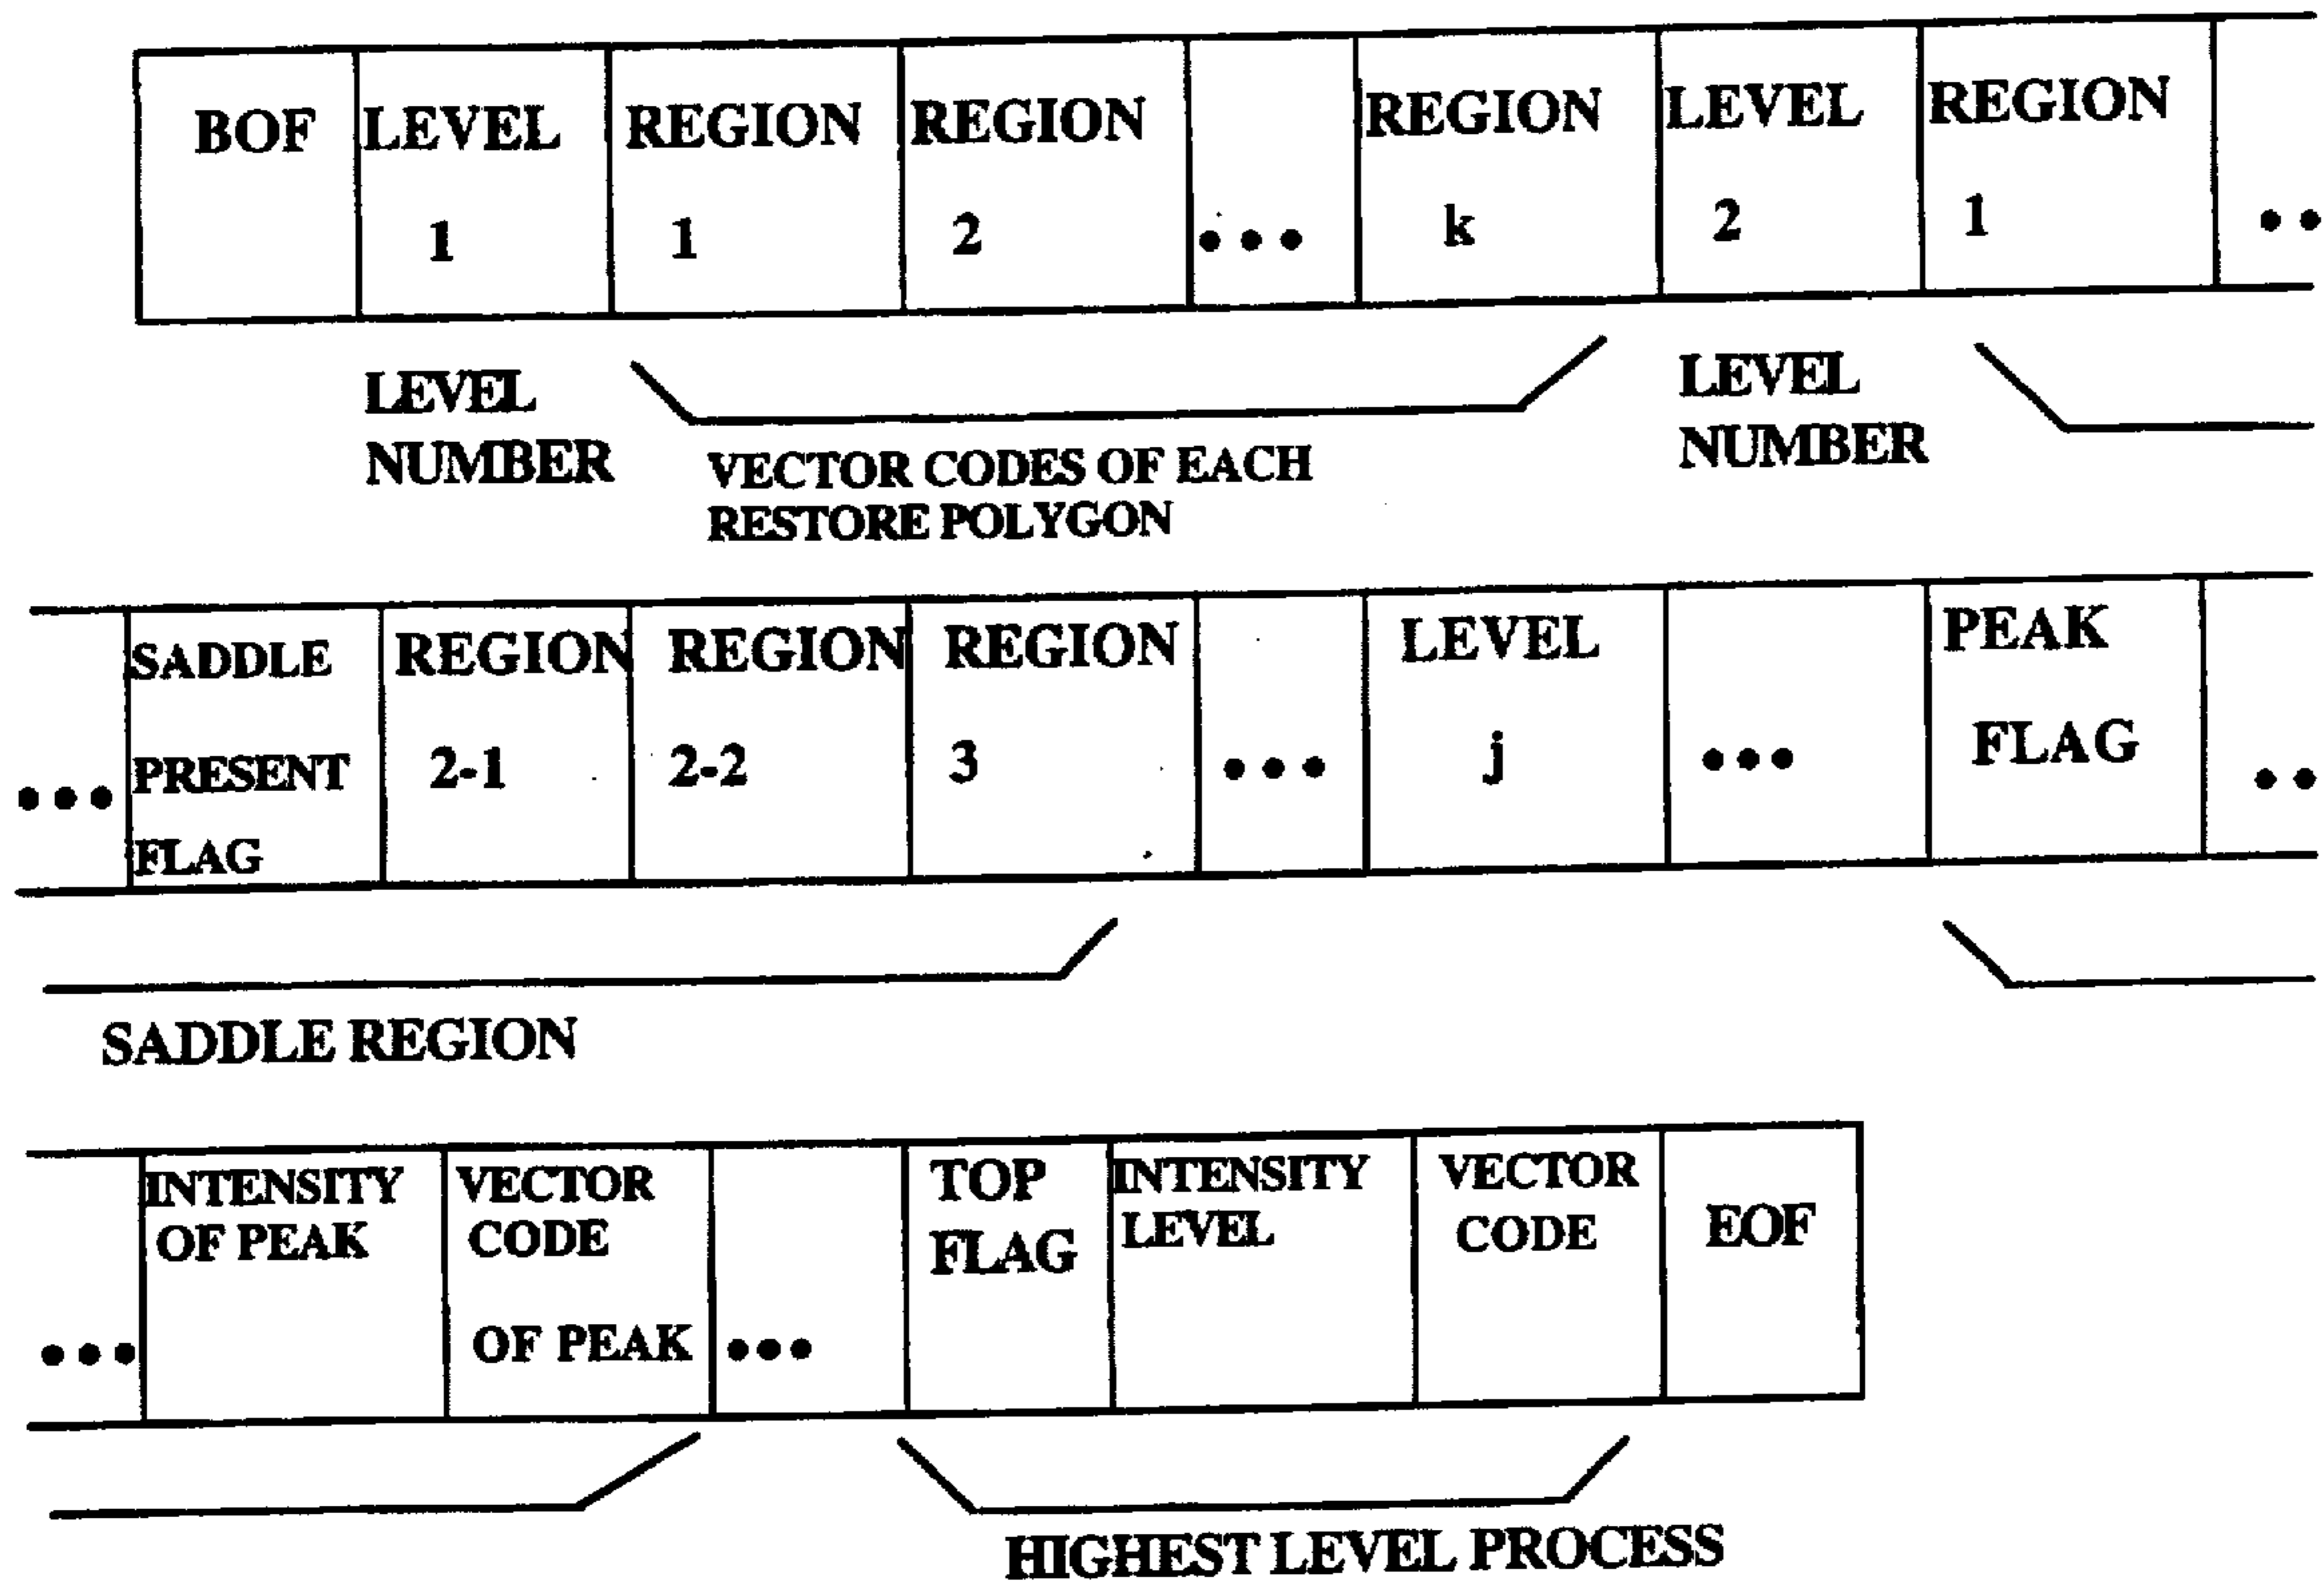 BOF LEVEL REGION REGION REGION LEVEL REGION
1 1 2 ••• k 2 1 ••
LEVEL NUMBER
VECTOR CODES OF EACH
RESTORE POLYGON
LEVEL
NUMBER
SADDLE REGION REGION REGION LEVEL PEAK
••• PRESENT 2-1 2-2 3 ••• j ••• FLAG ••
FLAG
SADDLE REGION
INTENSITY VECTOR TOP INTENSITY VECTOR
OF PEAK CODE FLAG LEVEL CODE EOF
••• OF PEAK •••
HIGHEST LEVEL PROCESS